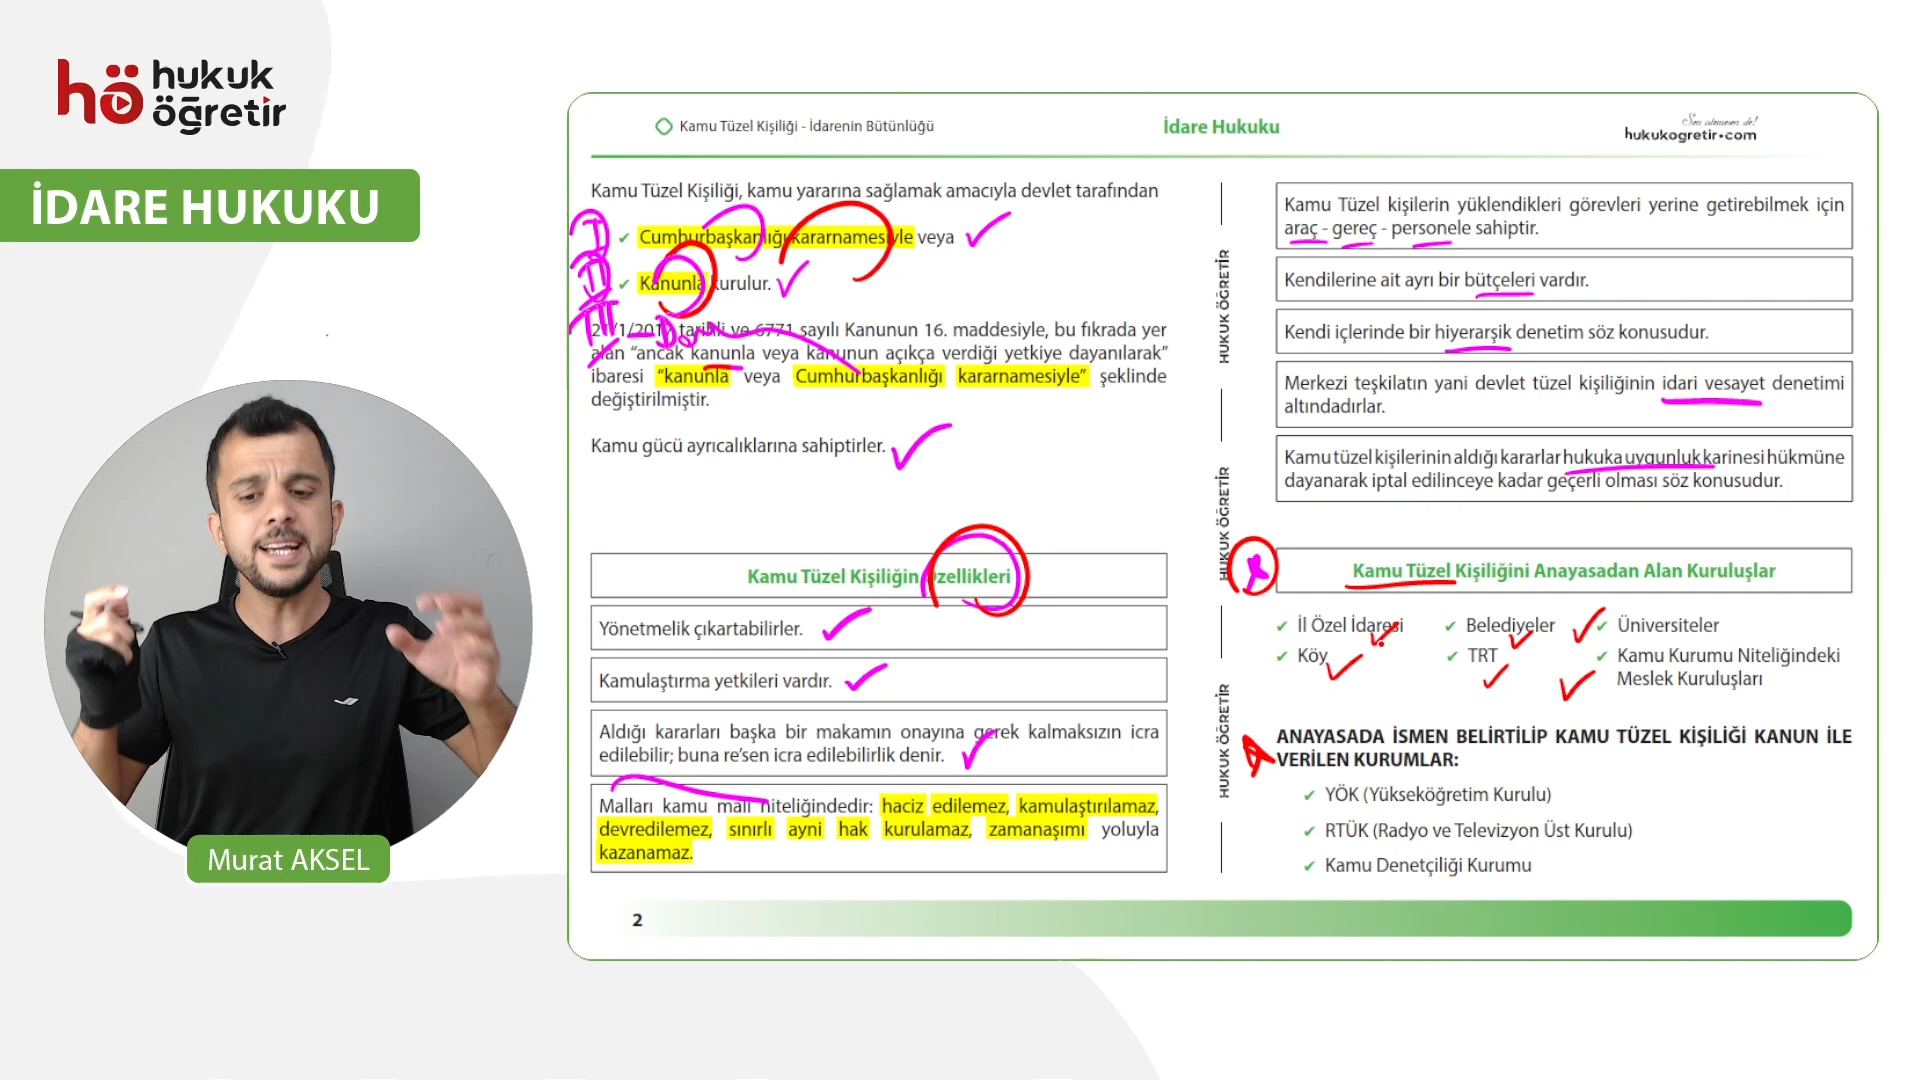 hö hukuk
öğretir
İDARE HUKUKU
Murat AKSEL
Kamu Tüzel Kişiliği - İdarenin Bütünlüğü
İdare Hukuku
hukukogretir•com
Kamu Tüzel Kişiliği, kamu yararına sağlamak amacıyla devlet tarafından
I
✔ Cumhurbaşkanlığı kararnamesiyle veya
II
✔ Kanunla kurulur.
III
tarihli ve 6771 sayılı Kanunun 16. maddesiyle, bu fıkrada yer
alan “ancak kanunla veya kanunun açıkça verdiği yetkiye dayanılarak”
ibaresi “kanunla veya Cumhurbaşkanlığı kararnamesiyle” şeklinde
değiştirilmiştir.
Kamu gücü ayrıcalıklarına sahiptirler.
Kamu Tüzel Kişiliğin Özellikleri
Yönetmelik çıkartabilirler.
Kamulaştırma yetkileri vardır.
Aldığı kararları başka bir makamın onayına gerek kalmaksızın icra
edilebilir; buna re’sen icra edilebilirlik denir.
Malları kamu malı niteliğindedir: haciz edilemez, kamulaştırılamaz,
devredilemez, sınırlı ayni hak kurulamaz, zamanaşımı yoluyla
kazanamaz.
2
HUKUK ÖĞRETİR
HUKUK ÖĞRETİR
HUKUK ÖĞRETİR
Kamu Tüzel kişilerin yüklendikleri görevleri yerine getirebilmek için
araç - gereç - personele sahiptir.
Kendilerine ait ayrı bir bütçeleri vardır.
Kendi içlerinde bir hiyerarşik denetim söz konusudur.
Merkezi teşkilatın yani devlet tüzel kişiliğinin idari vesayet denetimi
altındadırlar.
Kamu tüzel kişilerinin aldığı kararlar hukuka uygunluk karinesi hükmüne
dayanarak iptal edilinceye kadar geçerli olması söz konusudur.
Kamu Tüzel Kişiliğini Anayasadan Alan Kuruluşlar
✔ İl Özel İdaresi
✔ Belediyeler
✔ Üniversiteler
✔ Köy
✔ TRT
✔ Kamu Kurumu Niteliğindeki
Meslek Kuruluşları
ANAYASADA İSMEN BELİRTİLİP KAMU TÜZEL KİŞİLİĞİ KANUN İLE
VERİLEN KURUMLAR:
✔ YÖK (Yükseköğretim Kurulu)
✔ RTÜK (Radyo ve Televizyon Üst Kurulu)
✔ Kamu Denetçiliği Kurumu